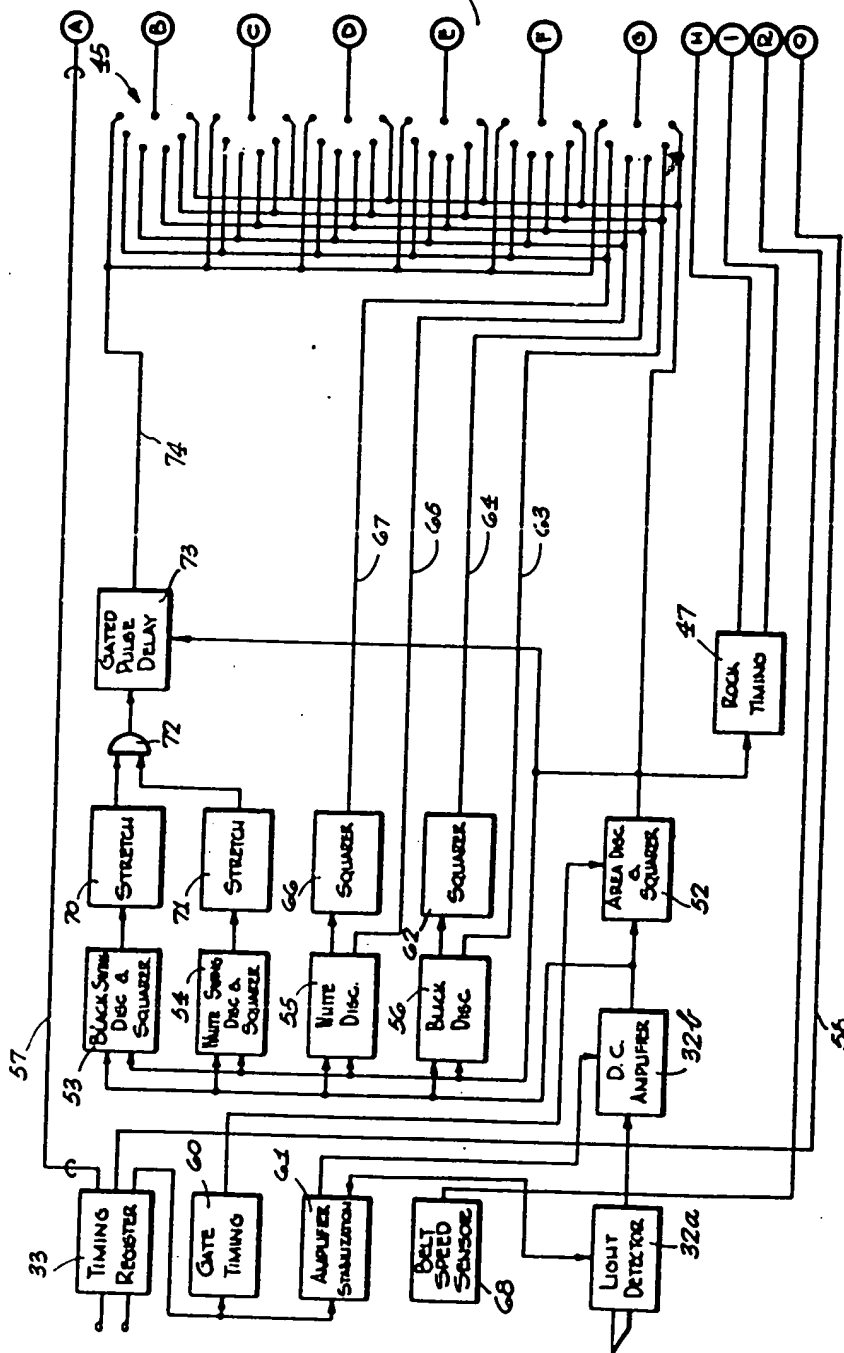 A
B
C
D
E
F
G
H
I
R
O
45
57
74
73
GATED
PULSE
DELAY
72
70
STRETCH
71
STRETCH
66
SQUARER
62
SQUARER
67
65
64
63
47
ROCK
TIMING
53
BLACK SWING
DISC &
SQUARER
54
WHITE SWING
DISC &
SQUARER
55
WHITE
DISC.
56
BLACK
DISC
AREA DISC
&
SQUARER
52
33
TIMING
REGISTER
60
GATE
TIMING
61
AMPLIFIER
STABILIZATION
BELT
SPEED
SENSOR
68
D.C.
AMPLIFER
32b
LIGHT
DETECTOR
32a